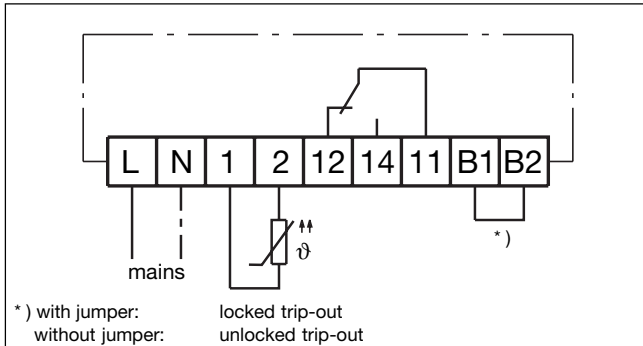 L N 1 2 12 14 11 B1 B2
ϑ
*)
mains
*) with jumper: locked trip-out
without jumper: unlocked trip-out